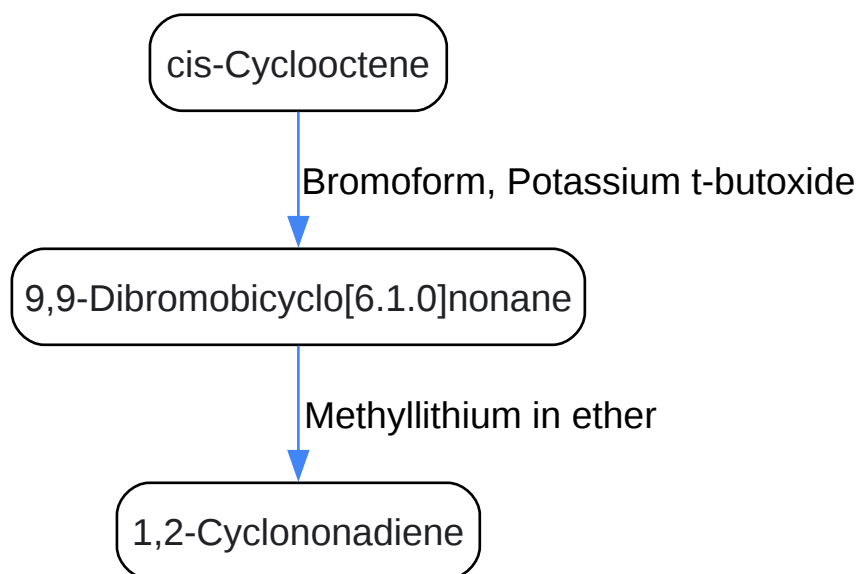 cis-Cyclooctene
Bromoform, Potassium t-butoxide
9,9-Dibromobicyclo[6.1.0]nonane
Methyllithium in ether
1,2-Cyclononadiene